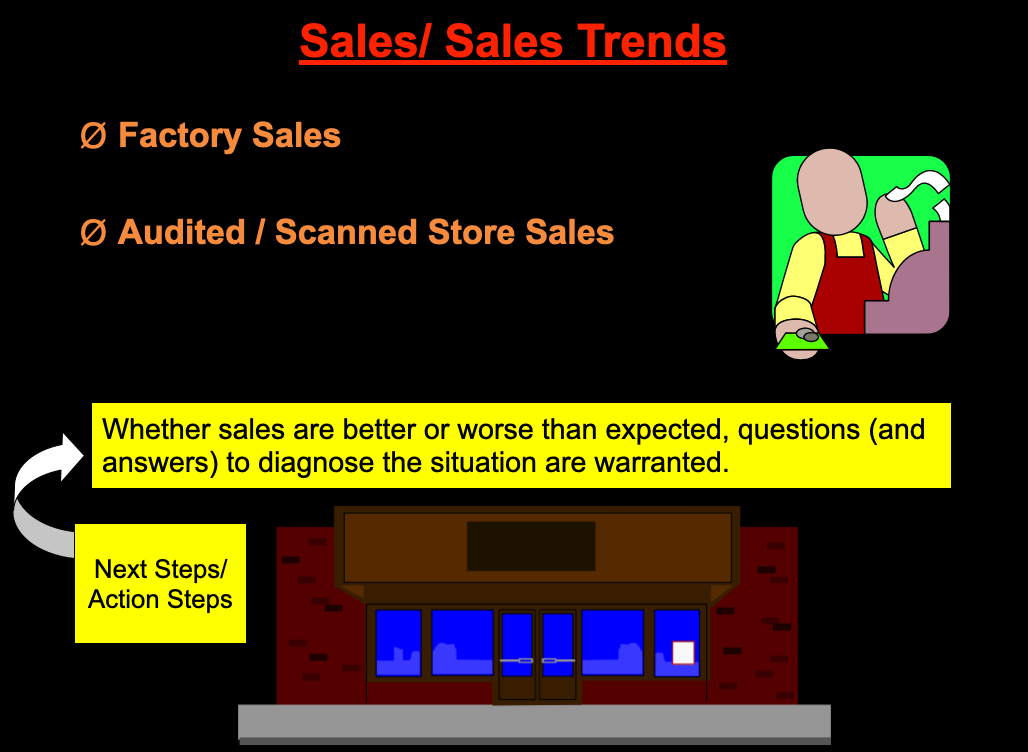 Sales/ Sales Trends
Ø Factory Sales
Ø Audited / Scanned Store Sales
Whether sales are better or worse than expected, questions (and
answers) to diagnose the situation are warranted.
Next Steps/
Action Steps